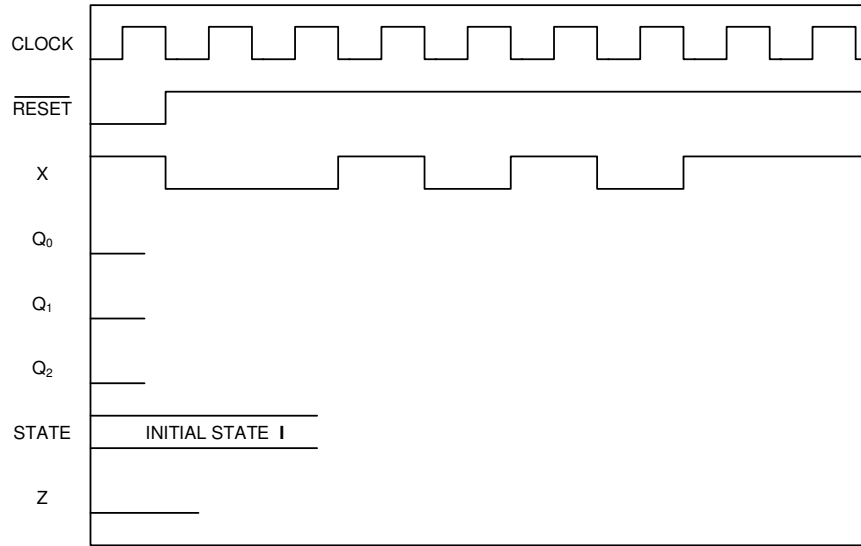 CLOCK
RESET
X
Q₀
Q₁
Q₂
STATE INITIAL STATE I
Z